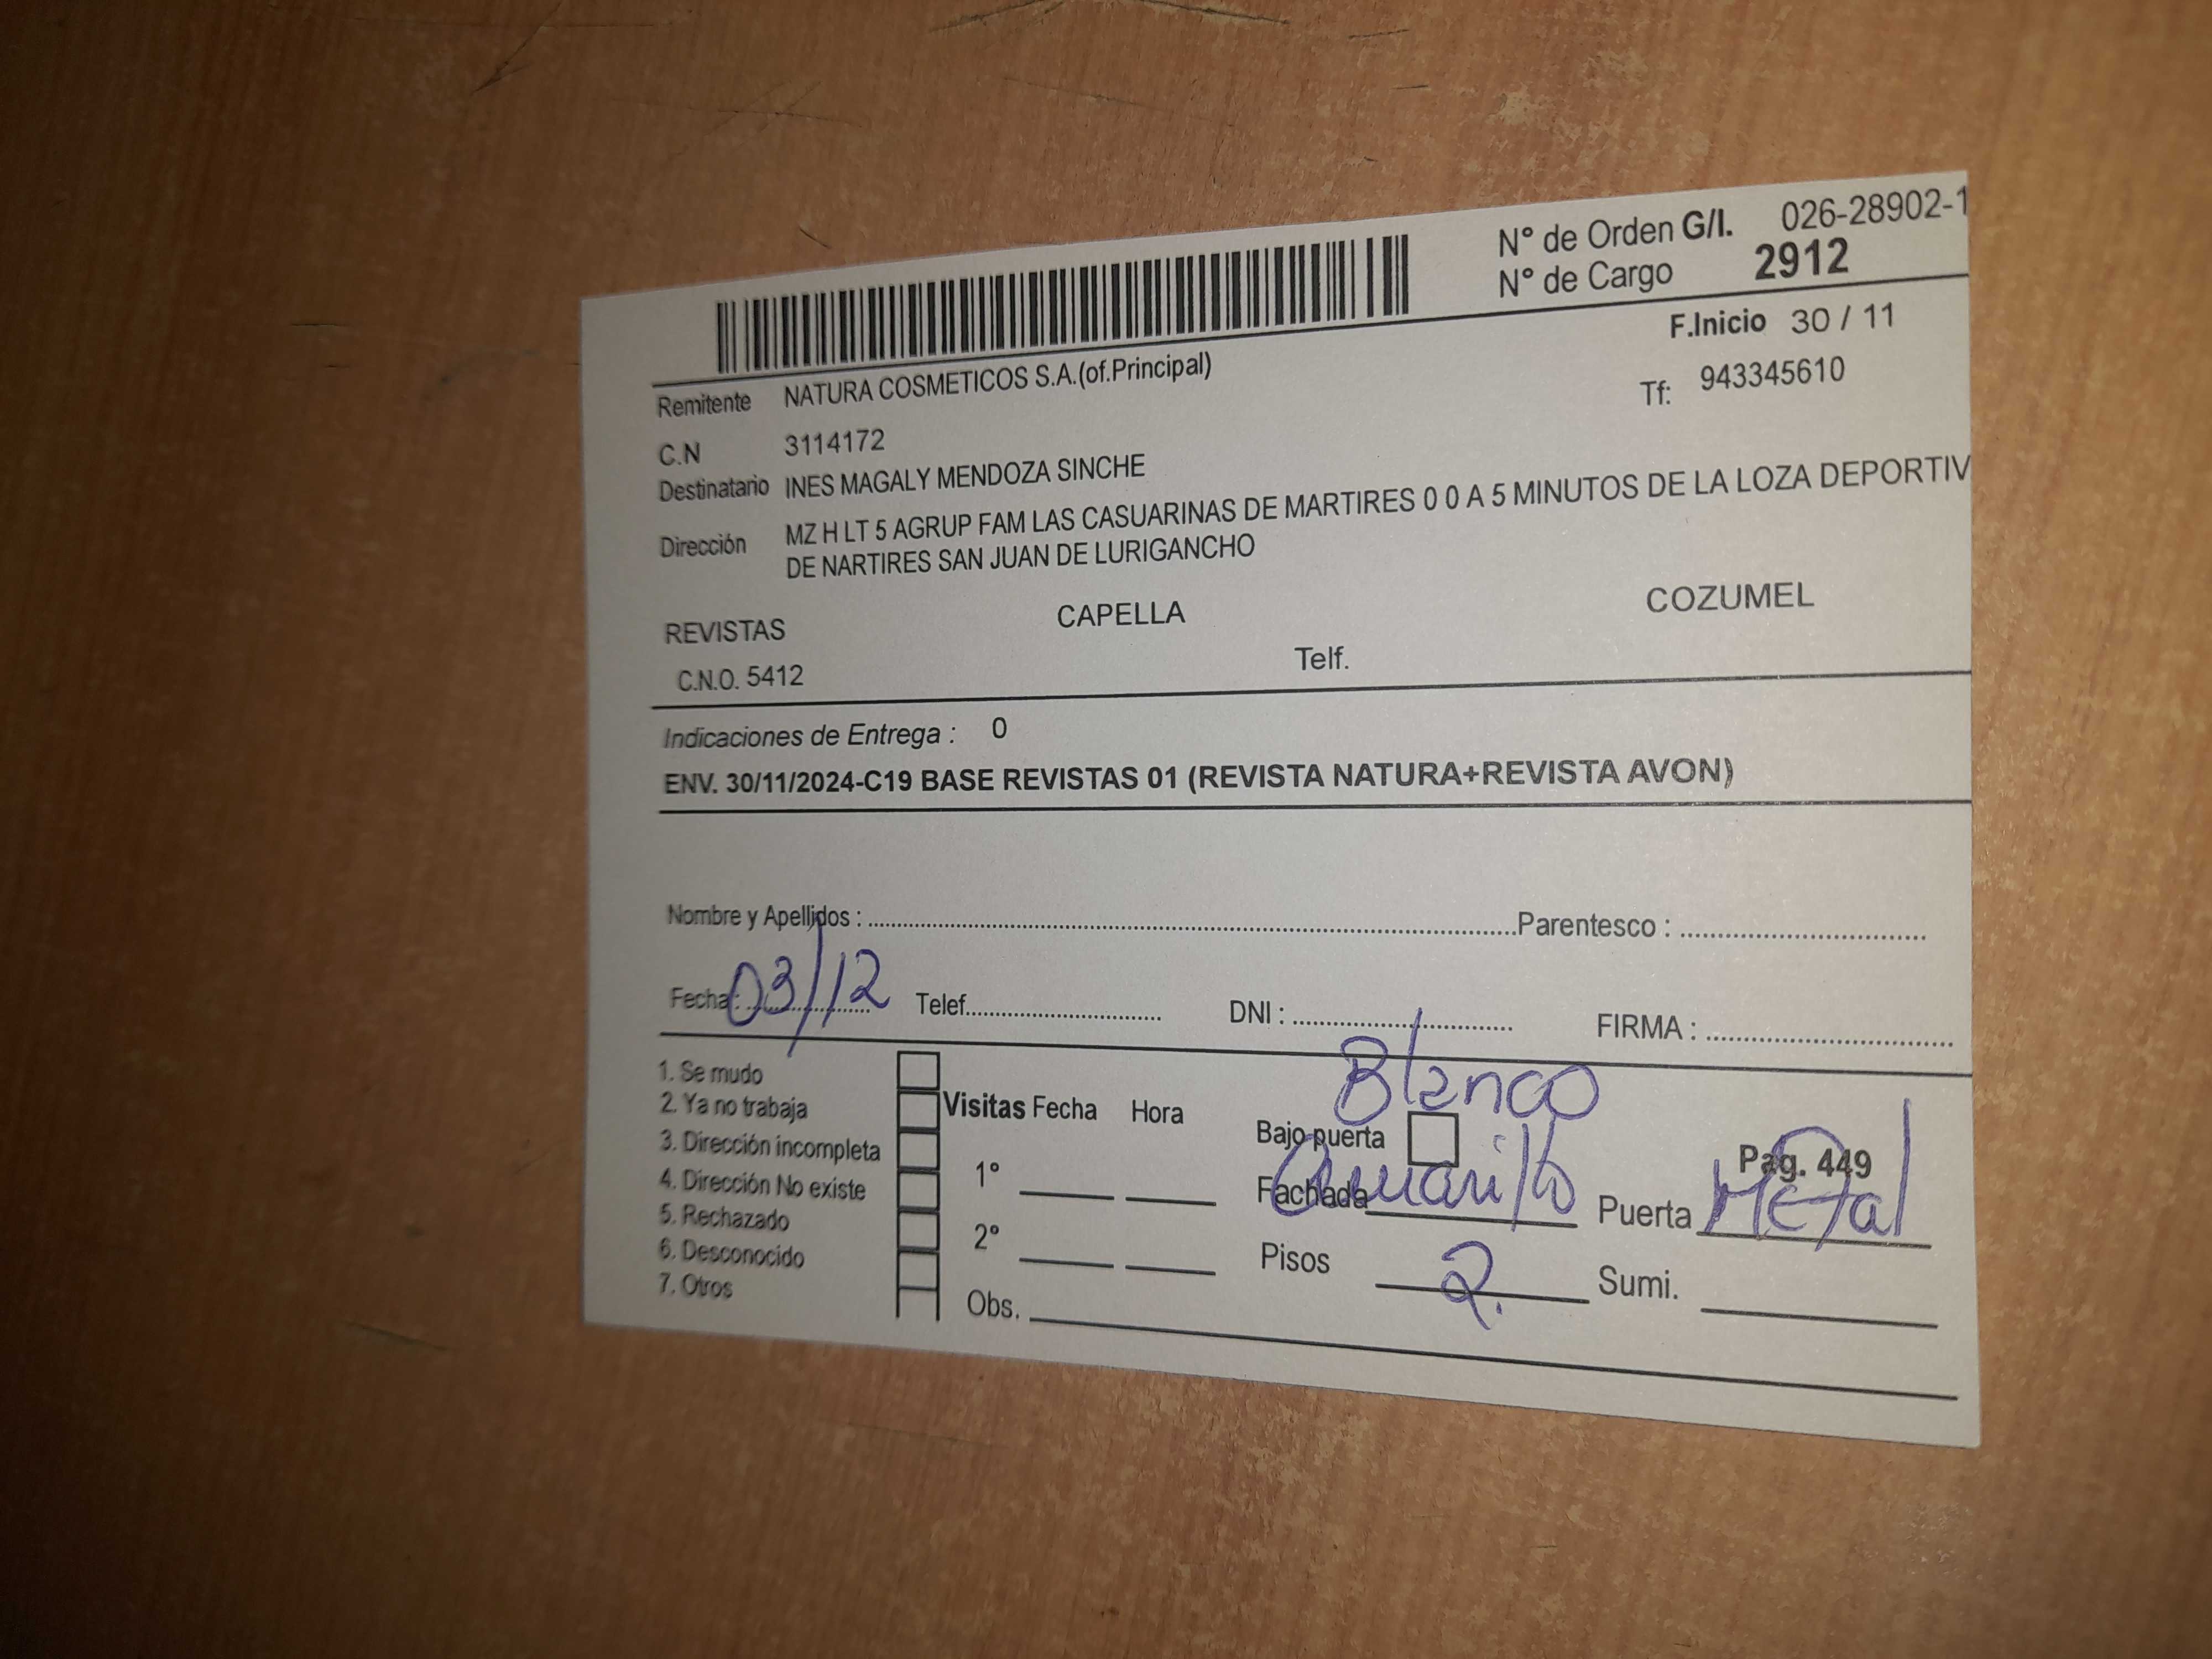 N° de Orden G/I. 026-28902-1
N° de Cargo 2912
F.Inicio 30 / 11
Remitente NATURA COSMETICOS S.A.(of.Principal)
Tf: 943345610
C.N 3114172
Destinatario INES MAGALY MENDOZA SINCHE
Dirección MZ H LT 5 AGRUP FAM LAS CASUARINAS DE MARTIRES 0 0 A 5 MINUTOS DE LA LOZA DEPORTIV
DE NARTIRES SAN JUAN DE LURIGANCHO
REVISTAS CAPELLA COZUMEL
C.N.O. 5412 Telf.
Indicaciones de Entrega : 0
ENV. 30/11/2024-C19 BASE REVISTAS 01 (REVISTA NATURA+REVISTA AVON)
Nombre y Apellidos : Parentesco :
Fecha: 03/12 Telef. DNI : FIRMA :
1. Se mudo
2. Ya no trabaja
3. Dirección incompleta
4. Dirección No existe
5. Rechazado
6. Desconocido
7. Otros
Visitas Fecha Hora
1°
2°
Obs.
Blanco
Bajo puerta
Pag. 449
Fachada Amarillo Puerta Metal
Pisos 2. Sumi.